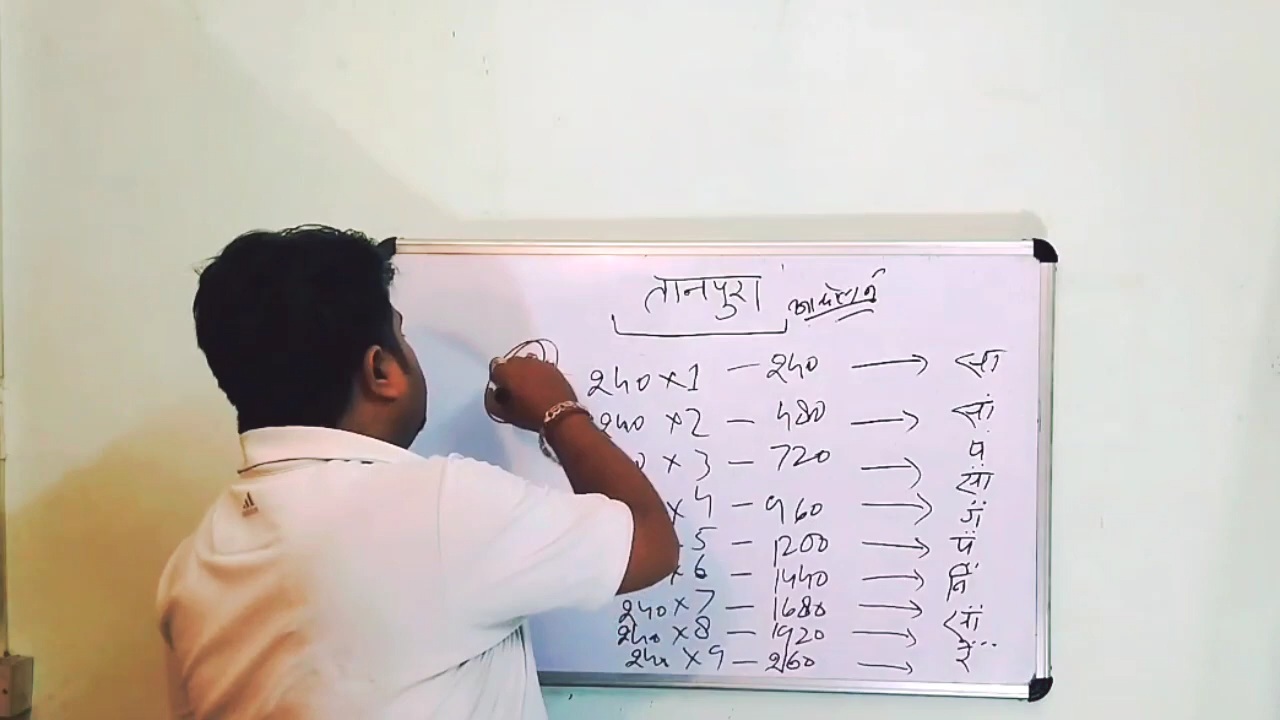 तानपुरा
240 × 1 — 240 → सा
240 × 2 — 480 → सां
× 3 — 720 → पं
× 4 — 960 → सां
5 — 1200 → गं
× 6 — 1440 → पं
240 × 7 — 1680 → निं
240 × 8 — 1920 → सां
240 × 9 — 2160 → रें